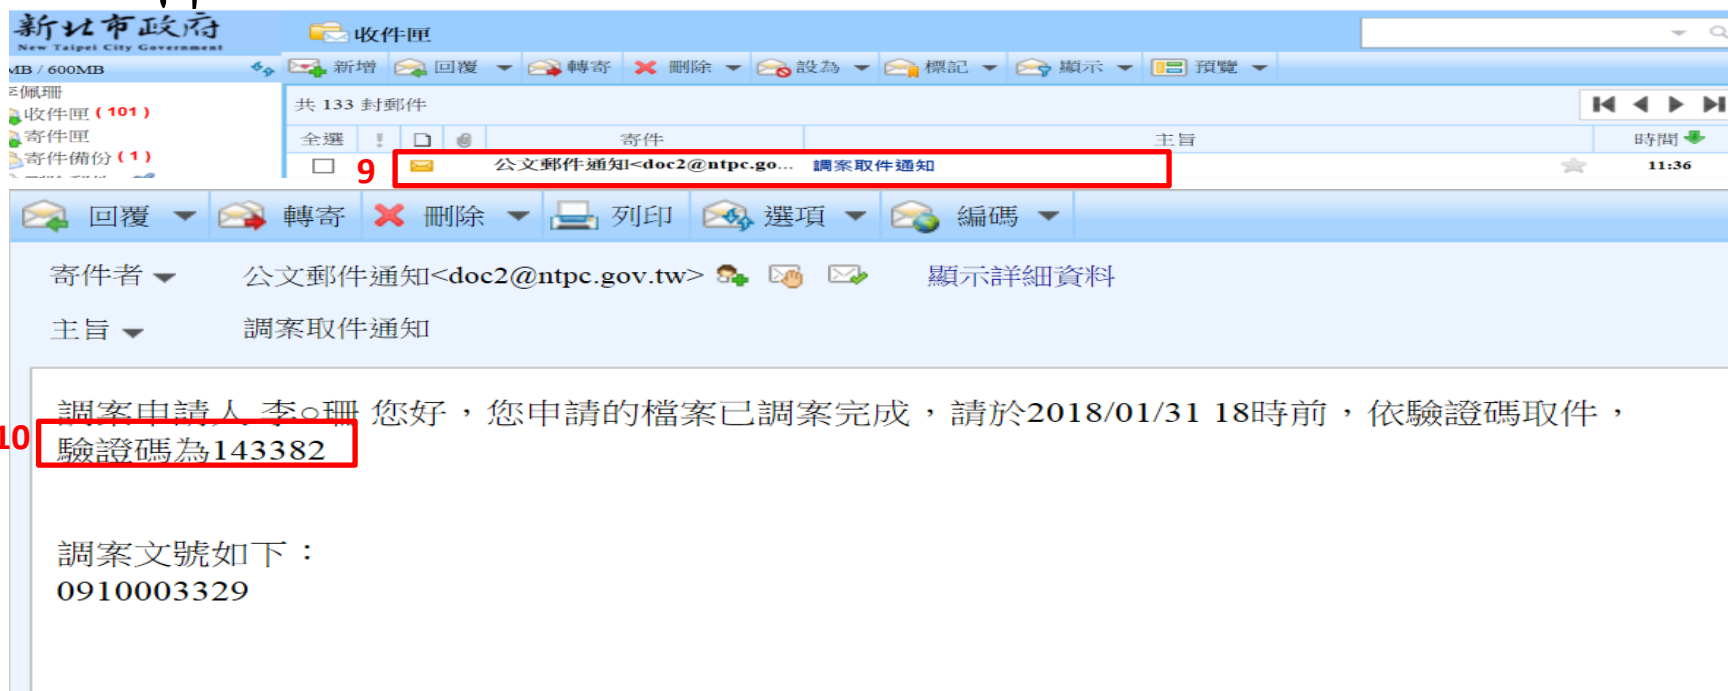 新北市政府
New Taipei City Government
收件匣
MB / 600MB
新增 回覆 轉寄 刪除 設為 標記 顯示 預覽
李佩珊
共 133 封郵件
收件匣 ( 101 )
寄件匣
全選 ! 寄件 主旨 時間
寄件備份 ( 1 )
9 公文郵件通知<doc2@ntpc.go... 調案取件通知 11:36
回覆 轉寄 刪除 列印 選項 編碼
寄件者 公文郵件通知<doc2@ntpc.gov.tw> 顯示詳細資料
主旨 調案取件通知
調案申請人 李○珊 您好，您申請的檔案已調案完成，請於2018/01/31 18時前，依驗證碼取件，
10 驗證碼為143382
調案文號如下：
0910003329